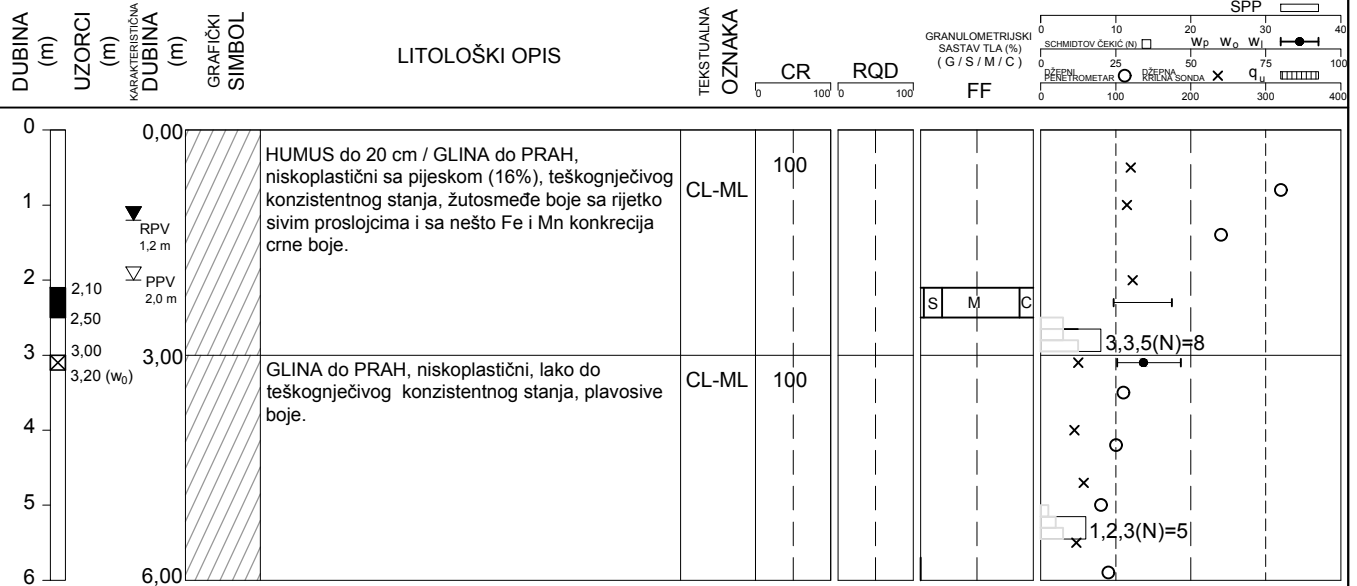 DUBINA (m)
UZORCI (m)
KARAKTERISTIČNA DUBINA (m)
GRAFIČKI SIMBOL
LITOLOŠKI OPIS
TEKSTUALNA OZNAKA
CR
0 100
RQD
0 100
GRANULOMETRIJSKI
SASTAV TLA (%)
( G / S / M / C )
FF
SPP
0 10 20 30 40
SCHMIDTOV ČEKIĆ (N) wp wo wl
0 25 50 75 100
DŽEPNI PENETROMETAR DŽEPNA KRILNA SONDA qu
0 100 200 300 400
0
0,00
HUMUS do 20 cm / GLINA do PRAH,
niskoplastični sa pijeskom (16%), teškognječivog
konzistentnog stanja, žutosmeđe boje sa rijetko
sivim proslojcima i sa nešto Fe i Mn konkrecija
crne boje.
CL-ML
100
1
RPV
1,2 m
2
PPV
2,0 m
2,10
2,50
S M C
3,3,5(N)=8
3
3,00
3,20 (w0)
3,00
GLINA do PRAH, niskoplastični, lako do
teškognječivog konzistentnog stanja, plavosive
boje.
CL-ML
100
4
5
1,2,3(N)=5
6
6,00